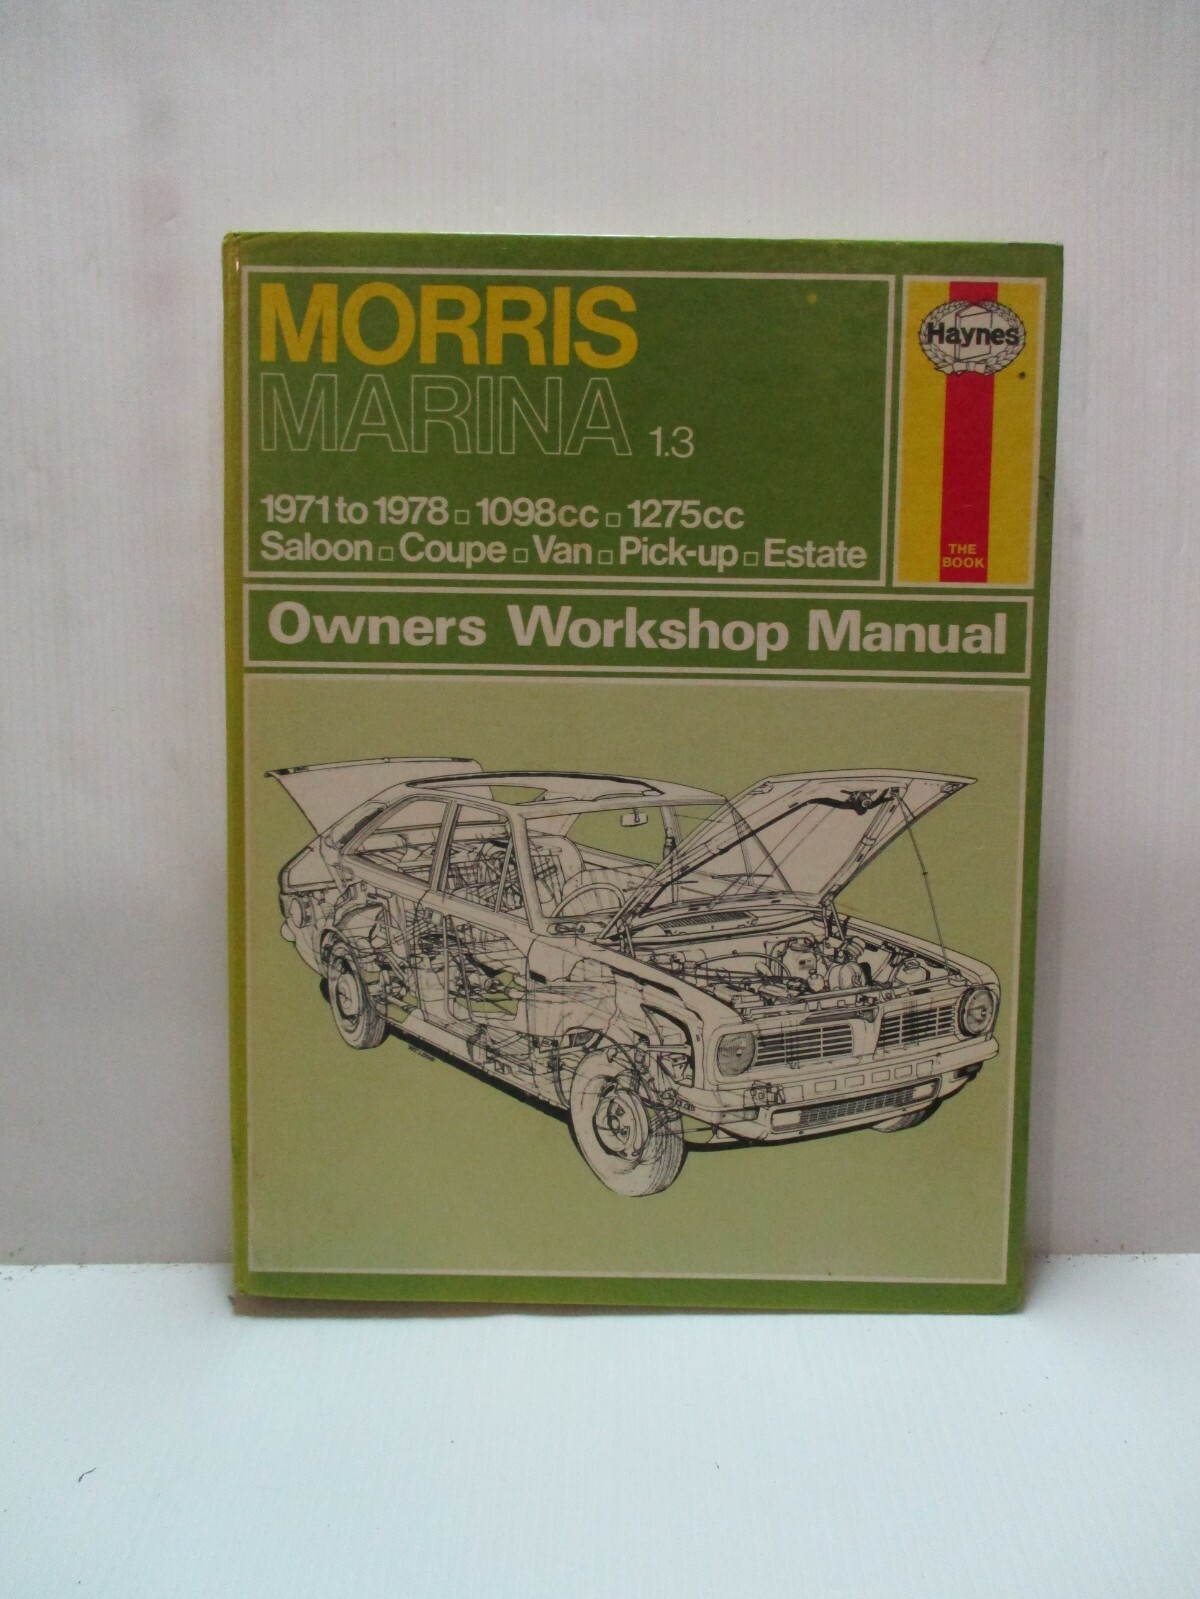 MORRIS
MARINA 1.3
1971 to 1978 □ 1098cc □ 1275cc
Saloon □ Coupe □ Van □ Pick-up □ Estate
Haynes
THE
BOOK
Owners Workshop Manual